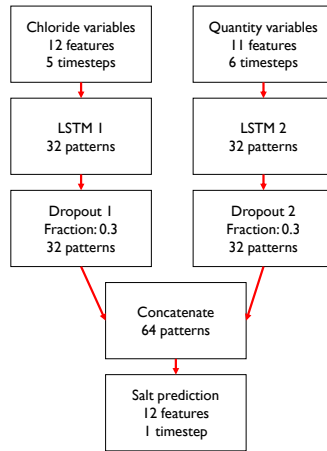 Chloride variables
12 features
5 timesteps
Quantity variables
11 features
6 timesteps
LSTM 1
32 patterns
LSTM 2
32 patterns
Dropout 1
Fraction: 0.3
32 patterns
Dropout 2
Fraction: 0.3
32 patterns
Concatenate
64 patterns
Salt prediction
12 features
1 timestep